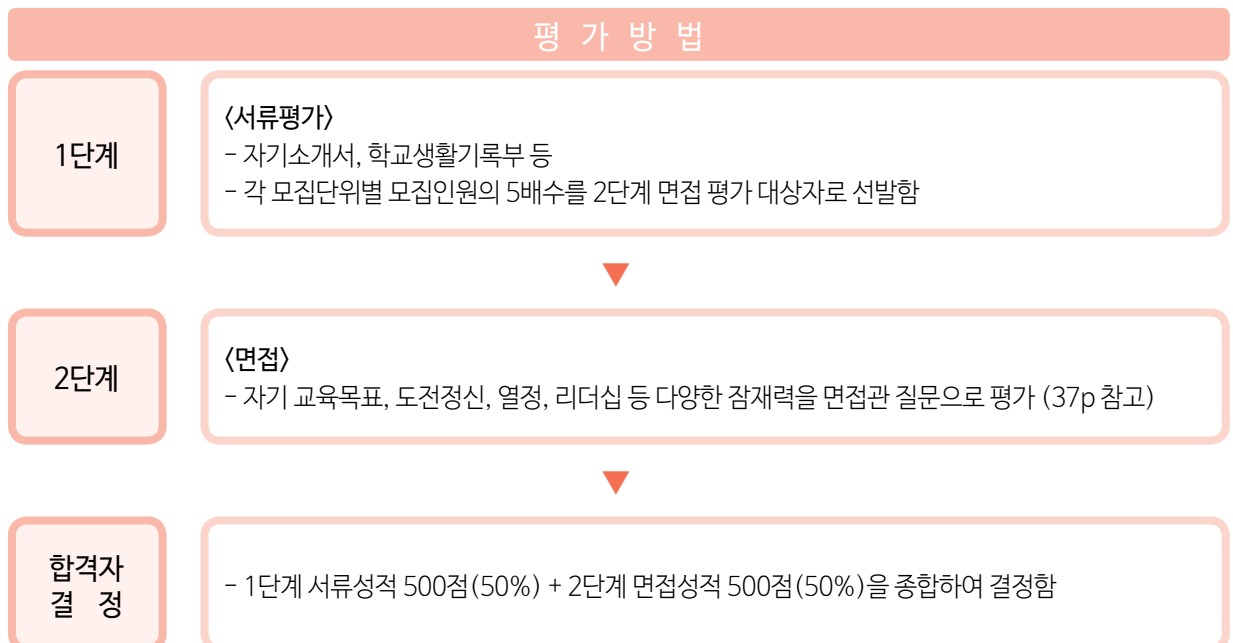 평 가 방 법
1단계
〈서류평가〉
- 자기소개서, 학교생활기록부 등
- 각 모집단위별 모집인원의 5배수를 2단계 면접 평가 대상자로 선발함
2단계
〈면접〉
- 자기 교육목표, 도전정신, 열정, 리더십 등 다양한 잠재력을 면접관 질문으로 평가 (37p 참고)
합격자
결 정
- 1단계 서류성적 500점(50%) + 2단계 면접성적 500점(50%)을 종합하여 결정함